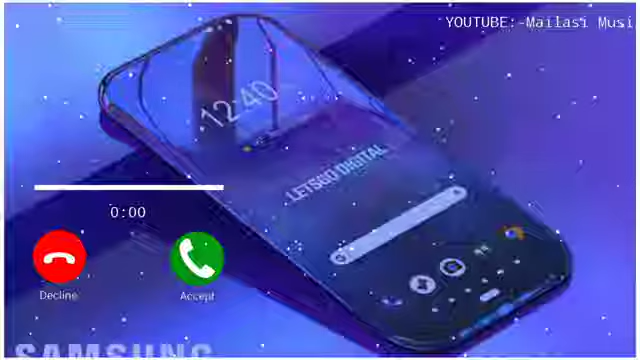 YOUTUBE:-Mailasi Musi
12:40
LETSGO DIGITAL
0:00
Decline
Accept
SAMSUNG